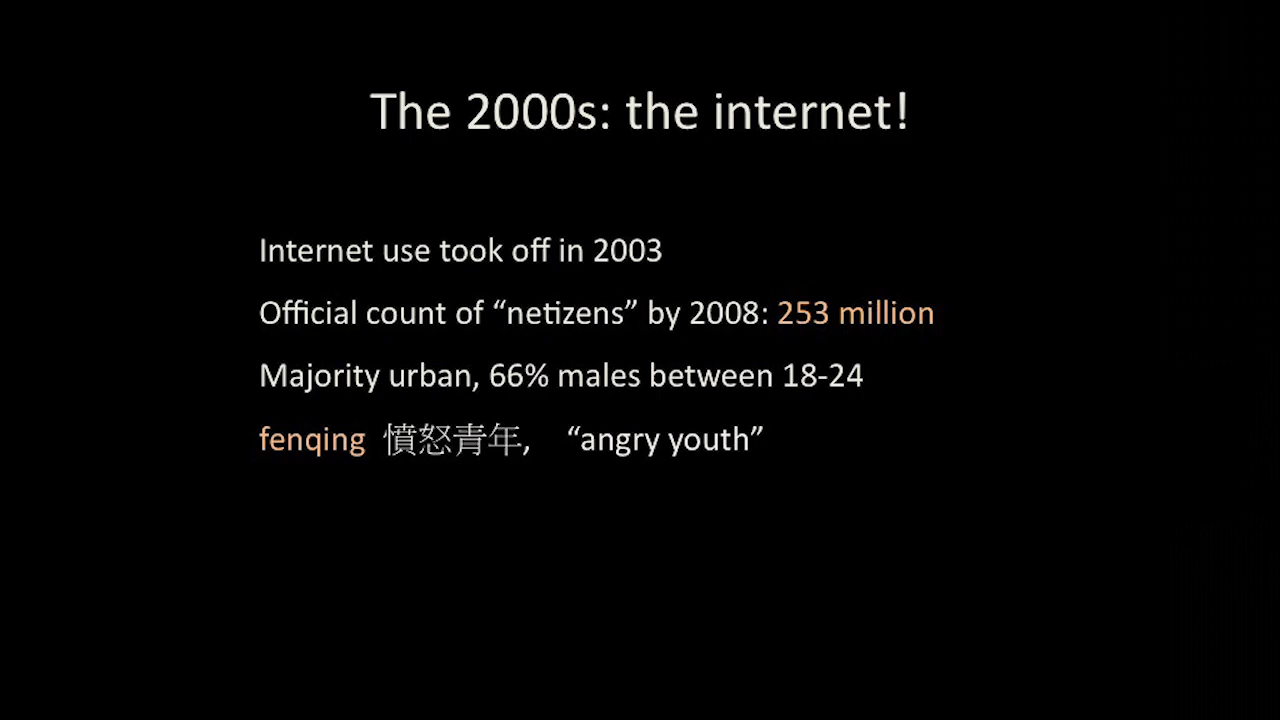 The 2000s: the internet!
Internet use took off in 2003
Official count of “netizens” by 2008: 253 million
Majority urban, 66% males between 18-24
fenqing 憤怒青年, “angry youth”